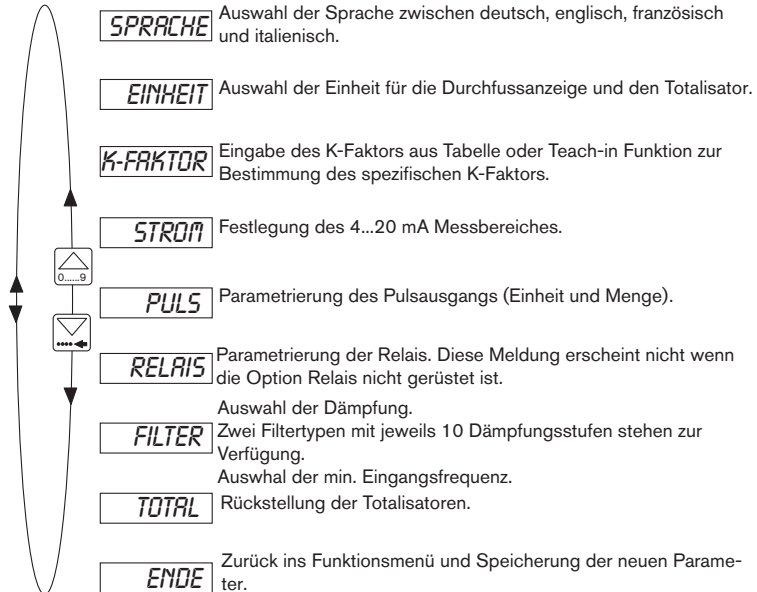 SPRACHE
Auswahl der Sprache zwischen deutsch, englisch, französisch
und italienisch.
EINHEIT
Auswahl der Einheit für die Durchfussanzeige und den Totalisator.
K-FAKTOR
Eingabe des K-Faktors aus Tabelle oder Teach-in Funktion zur
Bestimmung des spezifischen K-Faktors.
STROM
Festlegung des 4...20 mA Messbereiches.
0......9
PULS
Parametrierung des Pulsausgangs (Einheit und Menge).
RELAIS
Parametrierung der Relais. Diese Meldung erscheint nicht wenn
die Option Relais nicht gerüstet ist.
FILTER
Auswahl der Dämpfung.
Zwei Filtertypen mit jeweils 10 Dämpfungsstufen stehen zur
Verfügung.
Auswhal der min. Eingangsfrequenz.
TOTAL
Rückstellung der Totalisatoren.
ENDE
Zurück ins Funktionsmenü und Speicherung der neuen Parame-
ter.